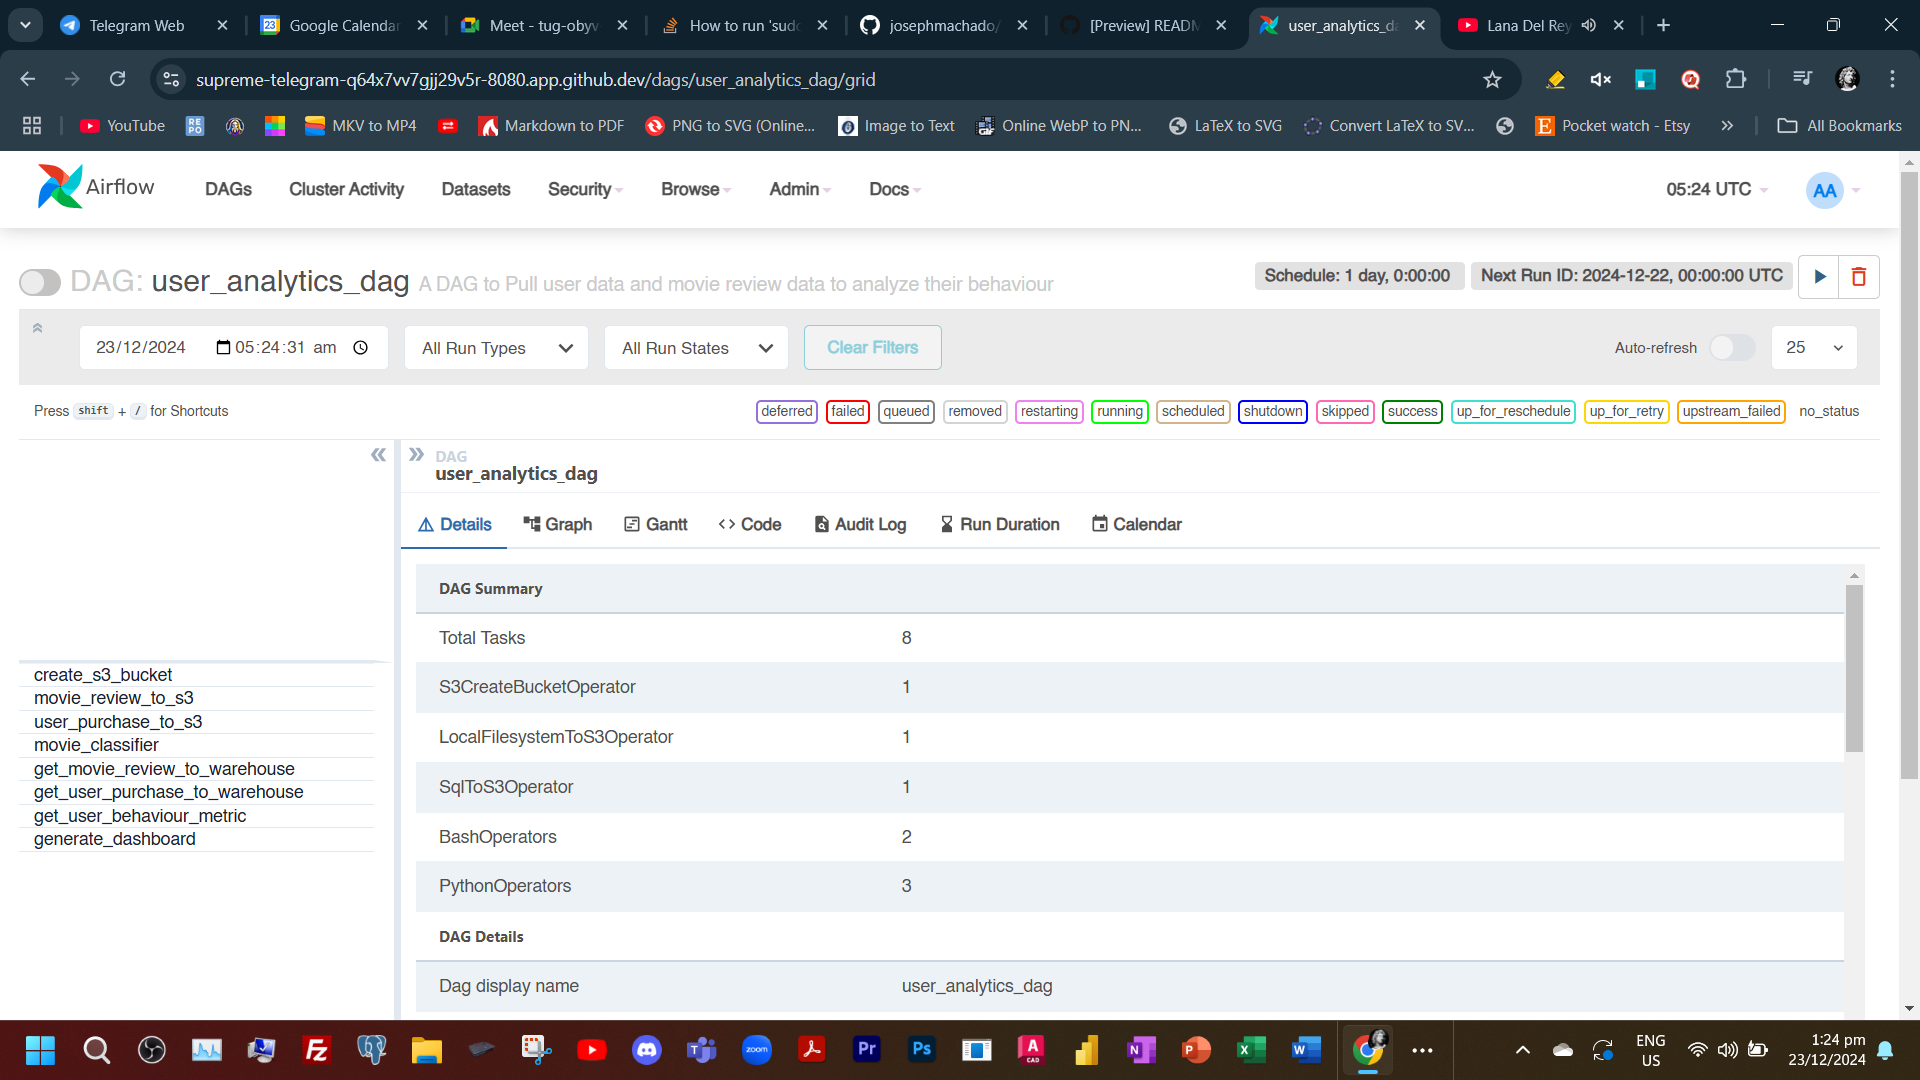 Telegram Web
Google Calendar
Meet - tug-obyv
How to run 'sudo
josephmachado/
[Preview] READM
user_analytics_da
Lana Del Rey
supreme-telegram-q64x7vv7gjj29v5r-8080.app.github.dev/dags/user_analytics_dag/grid
YouTube
RE
PO
MKV to MP4
Markdown to PDF
PNG to SVG (Online...
Image to Text
Online WebP to PN...
LaTeX to SVG
Convert LaTeX to SV...
E
Pocket watch - Etsy
All Bookmarks
Airflow
DAGs
Cluster Activity
Datasets
Security
Browse
Admin
Docs
05:24 UTC
AA
DAG: user_analytics_dag A DAG to Pull user data and movie review data to analyze their behaviour
Schedule: 1 day, 0:00:00
Next Run ID: 2024-12-22, 00:00:00 UTC
23/12/2024 05:24:31 am
All Run Types
All Run States
Clear Filters
Auto-refresh
25
Press shift + / for Shortcuts
deferred
failed
queued
removed
restarting
running
scheduled
shutdown
skipped
success
up_for_reschedule
up_for_retry
upstream_failed
no_status
create_s3_bucket
movie_review_to_s3
user_purchase_to_s3
movie_classifier
get_movie_review_to_warehouse
get_user_purchase_to_warehouse
get_user_behaviour_metric
generate_dashboard
DAG
user_analytics_dag
Details
Graph
Gantt
Code
Audit Log
Run Duration
Calendar
DAG Summary
Total Tasks 8
S3CreateBucketOperator 1
LocalFilesystemToS3Operator 1
SqlToS3Operator 1
BashOperators 2
PythonOperators 3
DAG Details
Dag display name user_analytics_dag
ENG
US
1:24 pm
23/12/2024